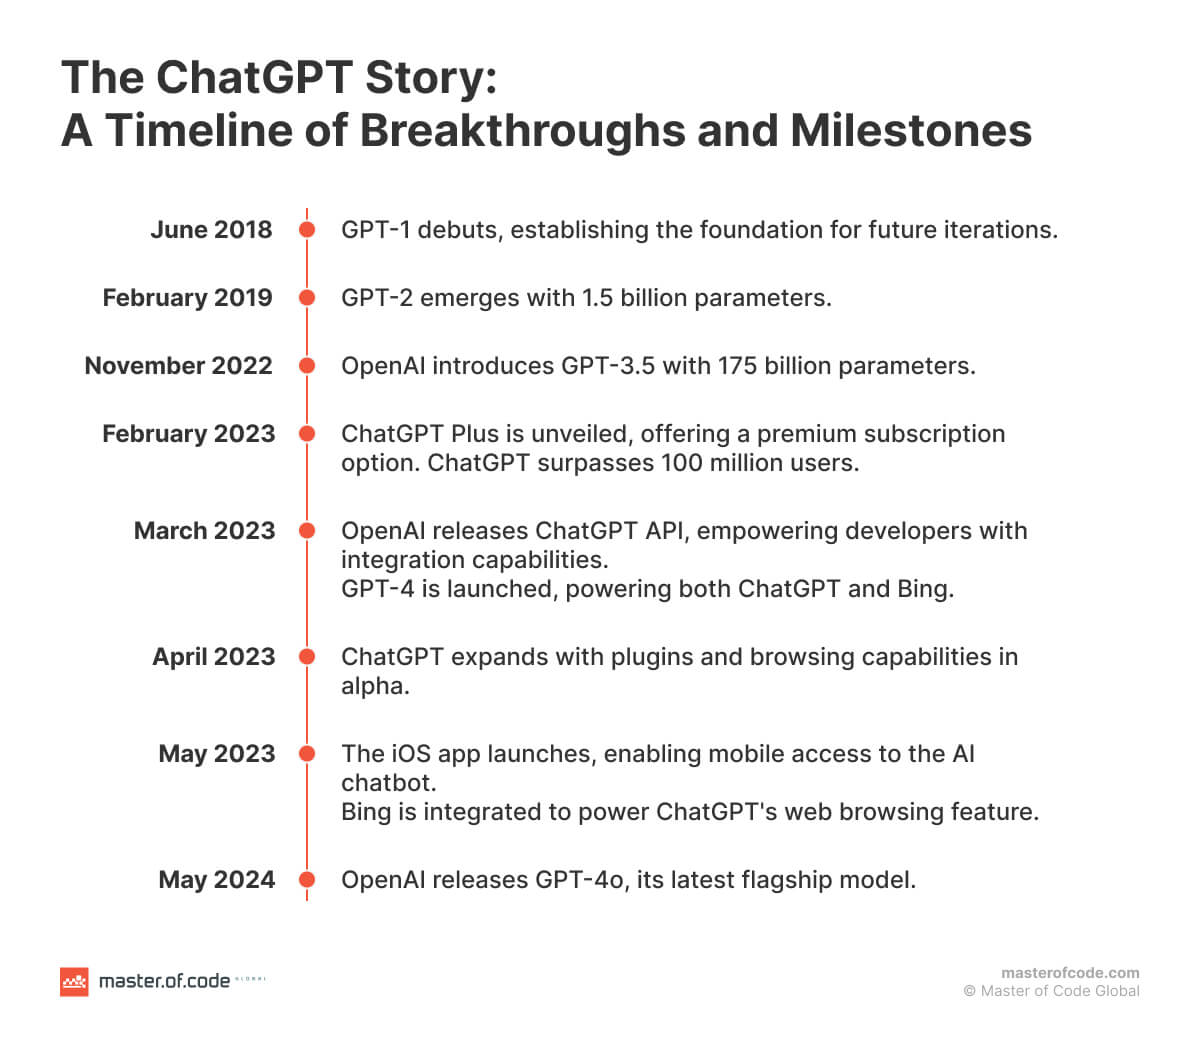 The ChatGPT Story:
A Timeline of Breakthroughs and Milestones
June 2018
GPT-1 debuts, establishing the foundation for future iterations.
February 2019
GPT-2 emerges with 1.5 billion parameters.
November 2022
OpenAI introduces GPT-3.5 with 175 billion parameters.
February 2023
ChatGPT Plus is unveiled, offering a premium subscription
option. ChatGPT surpasses 100 million users.
March 2023
OpenAI releases ChatGPT API, empowering developers with
integration capabilities.
GPT-4 is launched, powering both ChatGPT and Bing.
April 2023
ChatGPT expands with plugins and browsing capabilities in
alpha.
May 2023
The iOS app launches, enabling mobile access to the AI
chatbot.
Bing is integrated to power ChatGPT's web browsing feature.
May 2024
OpenAI releases GPT-4o, its latest flagship model.
master.of.code GLOBAL
masterofcode.com
© Master of Code Global